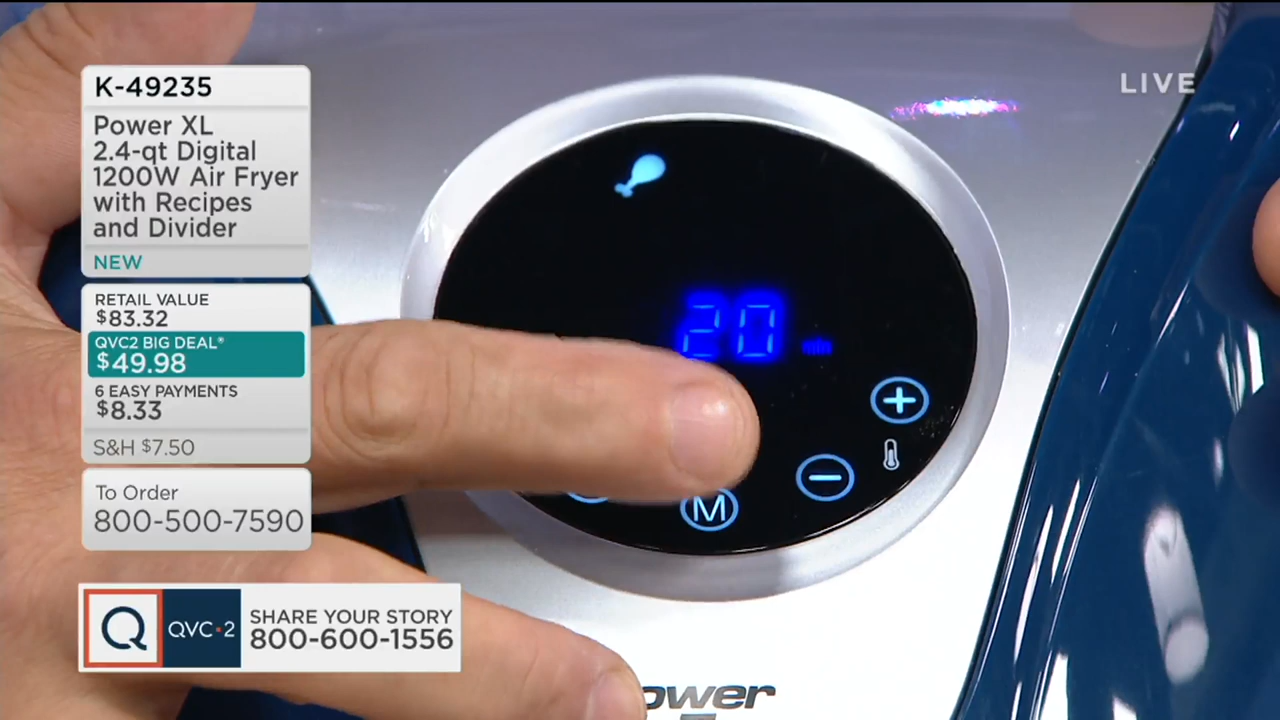 K-49235
Power XL
2.4-qt Digital
1200W Air Fryer
with Recipes
and Divider
NEW
RETAIL VALUE
$83.32
QVC2 BIG DEAL®
$49.98
6 EASY PAYMENTS
$8.33
S&H $7.50
To Order
800-500-7590
Q QVC•2 SHARE YOUR STORY
800-600-1556
LIVE
20
M